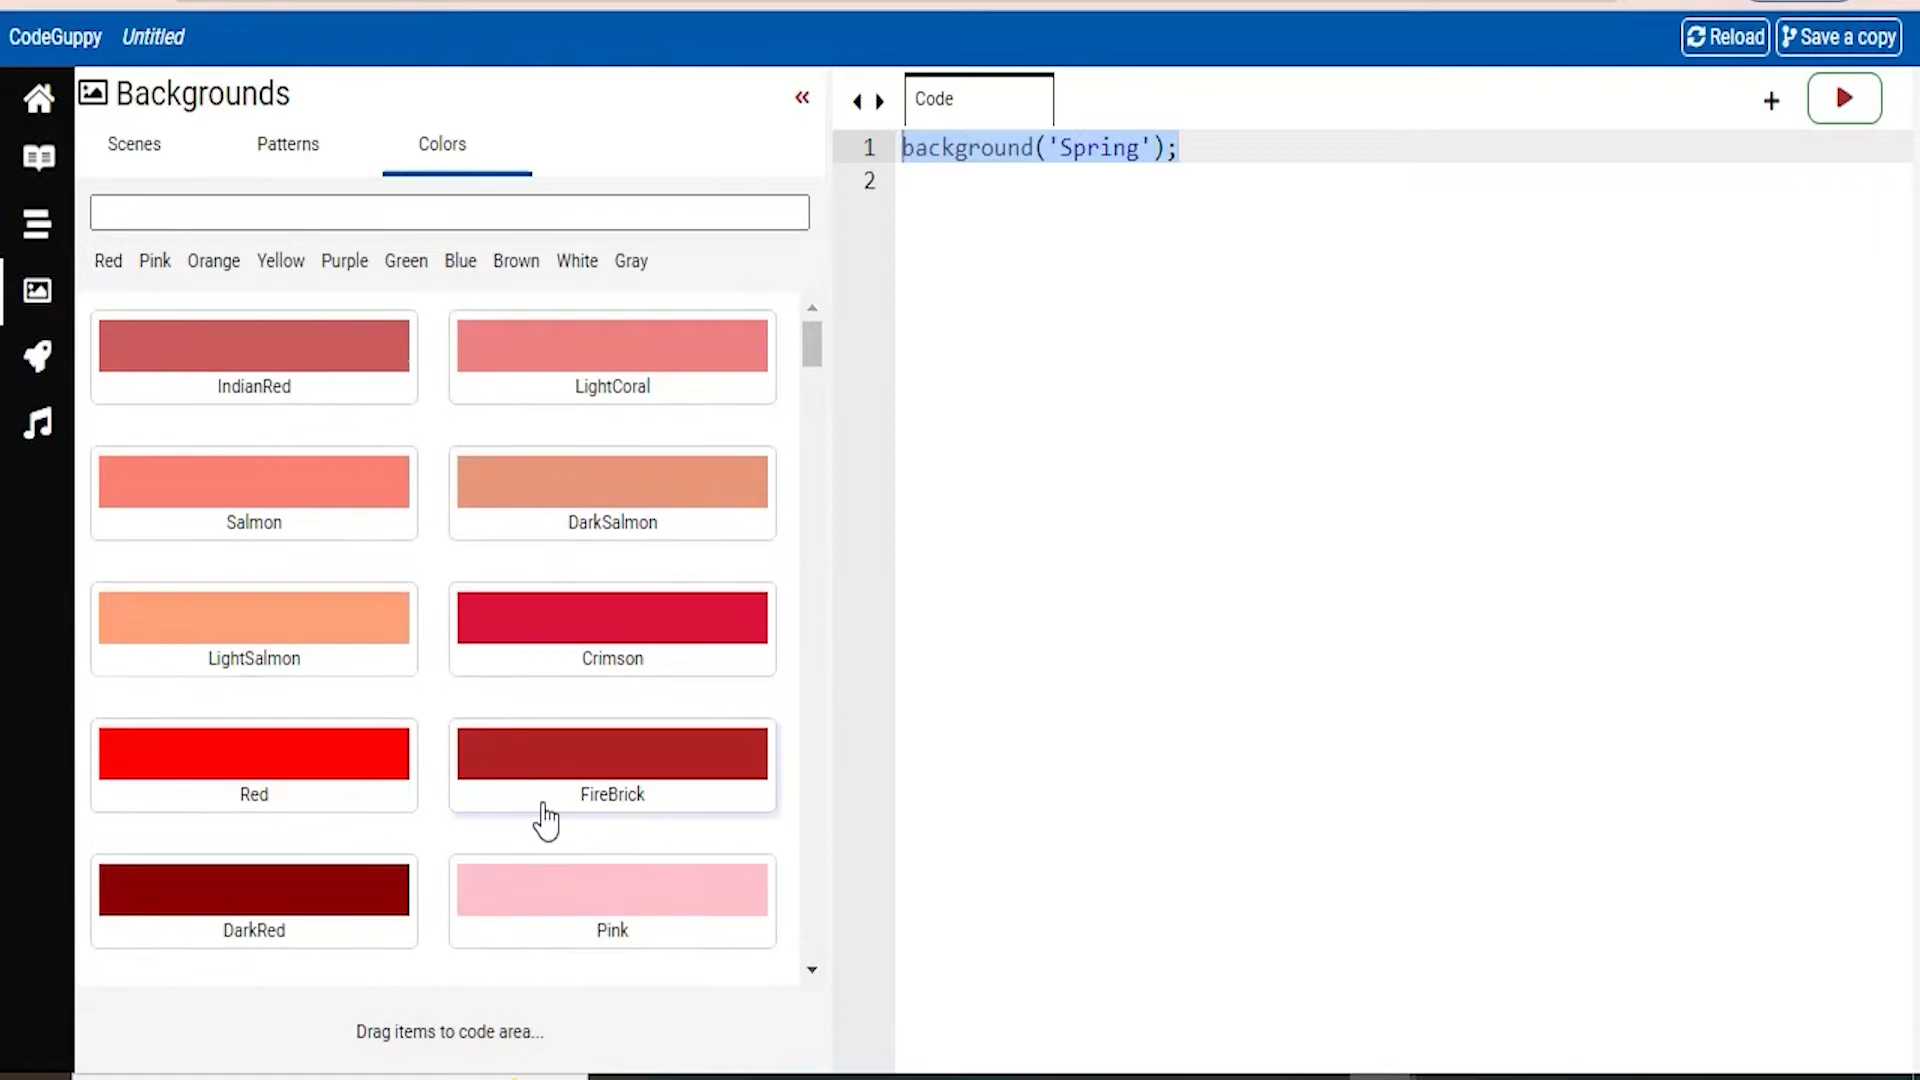 CodeGuppy Untitled Reload Save a copy
Backgrounds
«
Scenes Patterns Colors
Red Pink Orange Yellow Purple Green Blue Brown White Gray
IndianRed LightCoral
Salmon DarkSalmon
LightSalmon Crimson
Red FireBrick
DarkRed Pink
Drag items to code area...
Code +
1 background('Spring');
2